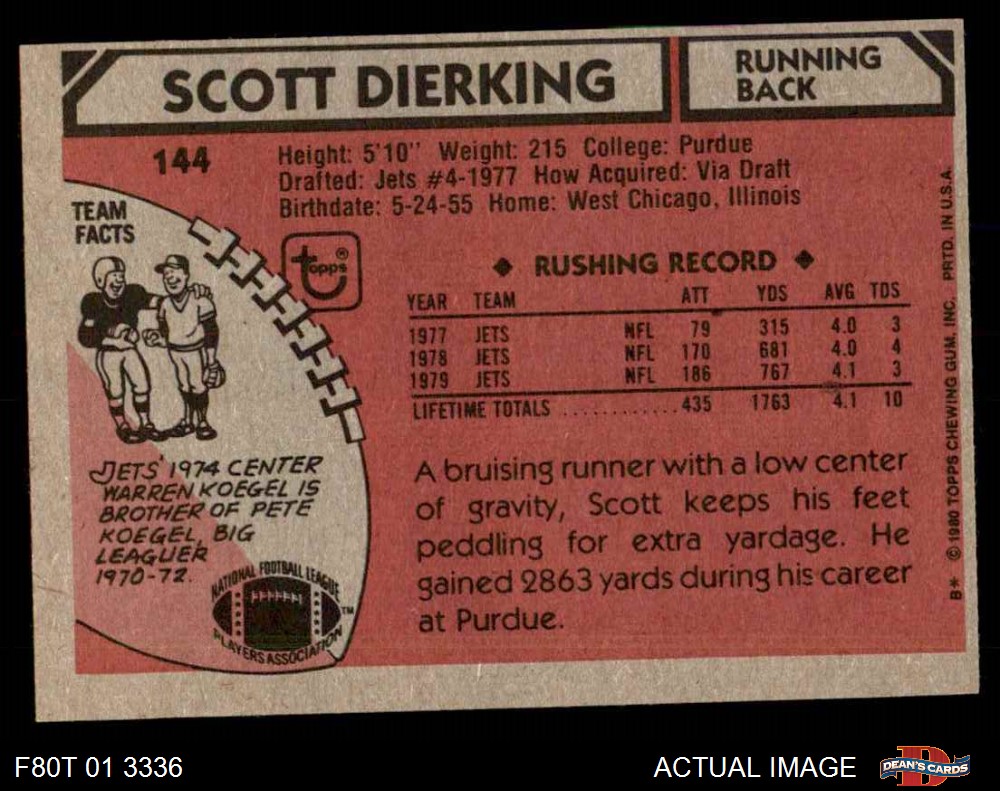 SCOTT DIERKING
RUNNING
BACK
144
Height: 5'10" Weight: 215 College: Purdue
Drafted: Jets #4-1977 How Acquired: Via Draft
Birthdate: 5-24-55 Home: West Chicago, Illinois
TEAM
FACTS
topps®
◆ RUSHING RECORD ◆
YEAR TEAM ATT YDS AVG TDS
1977 JETS NFL 79 315 4.0 3
1978 JETS NFL 170 681 4.0 4
1979 JETS NFL 186 767 4.1 3
LIFETIME TOTALS ............ 435 1763 4.1 10
JETS' 1974 CENTER
WARREN KOEGEL IS
BROTHER OF PETE
KOEGEL, BIG
LEAGUER
1970-72.
A bruising runner with a low center
of gravity, Scott keeps his feet
peddling for extra yardage. He
gained 2863 yards during his career
at Purdue.
NATIONAL FOOTBALL LEAGUE
PLAYERS ASSOCIATION™
B* © 1980 TOPPS CHEWING GUM, INC. PRTD. IN U.S.A.
F80T 01 3336
ACTUAL IMAGE
D
DEAN'S CARDS